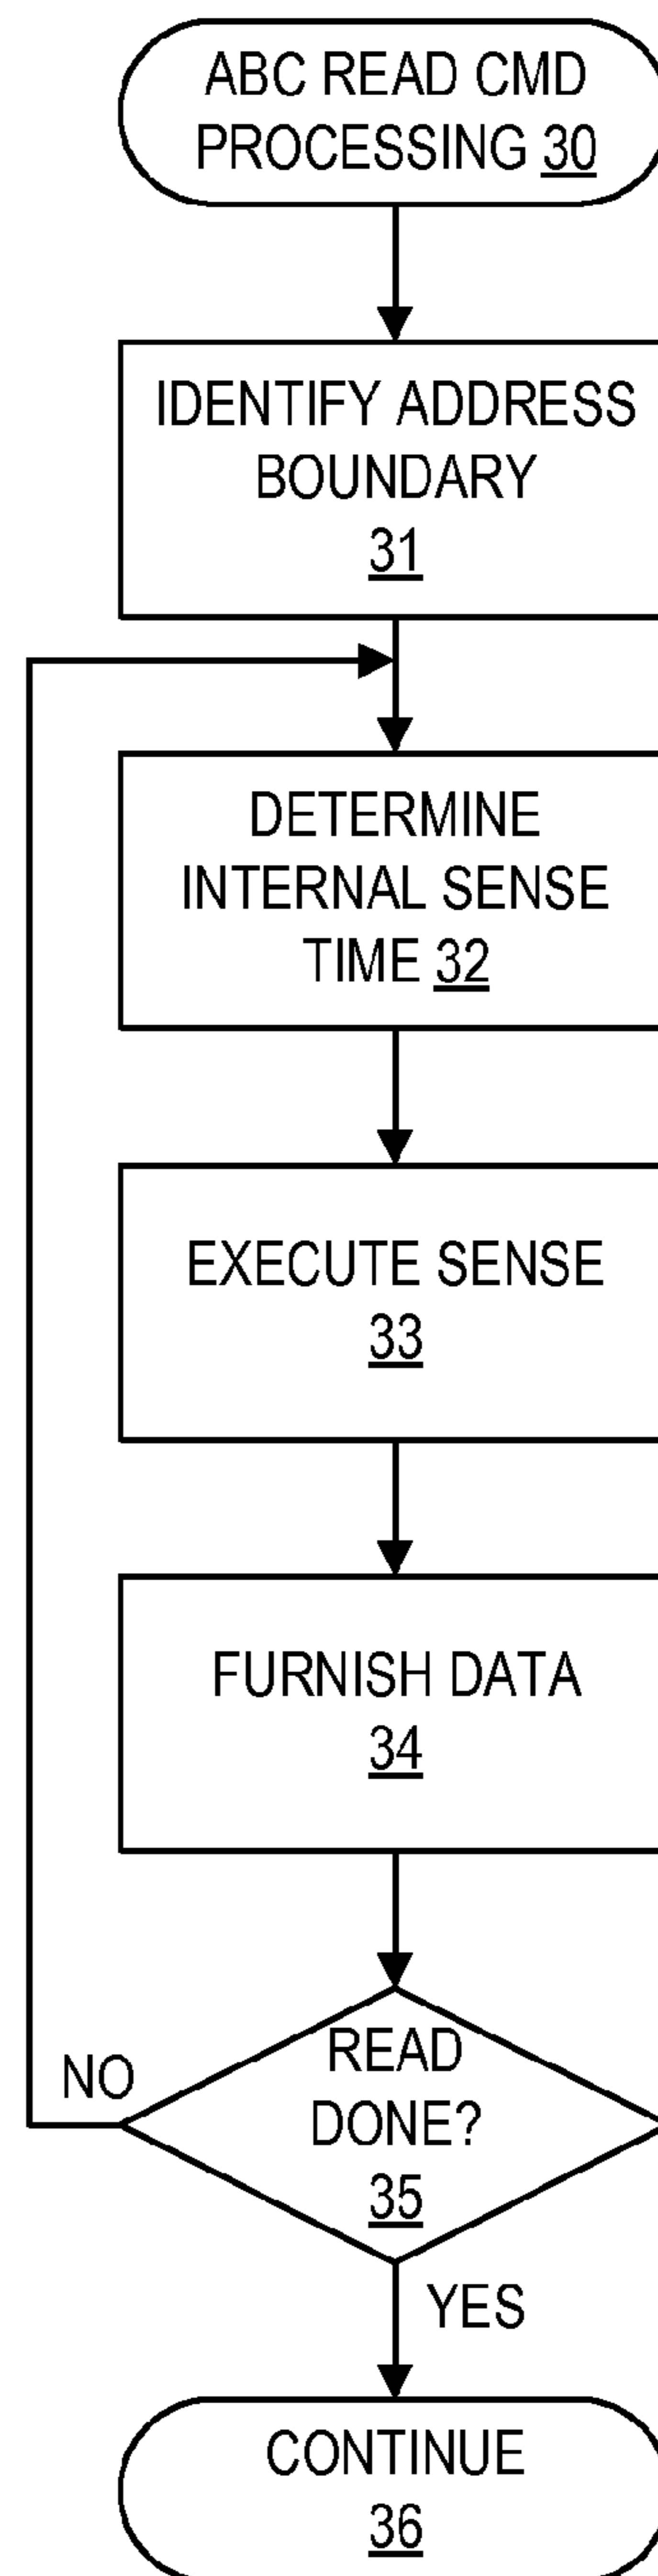 ABC READ CMD
PROCESSING 30
IDENTIFY ADDRESS
BOUNDARY
31
DETERMINE
INTERNAL SENSE
TIME 32
EXECUTE SENSE
33
FURNISH DATA
34
READ
DONE?
35
NO
YES
CONTINUE
36